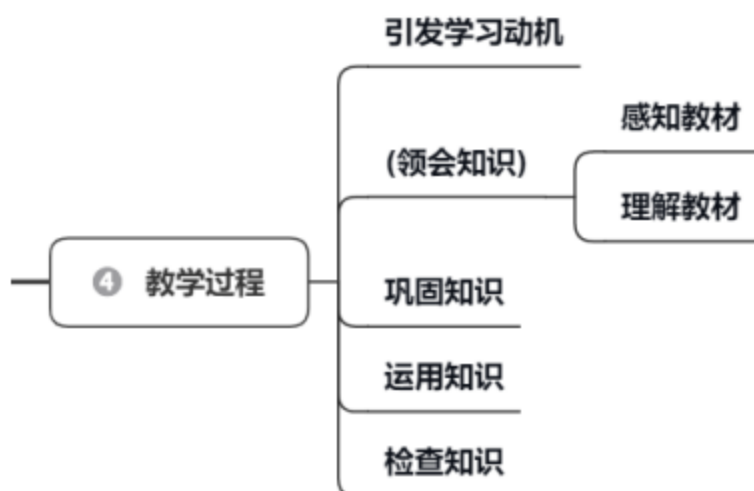 引发学习动机
(领会知识)
感知教材
理解教材
4 教学过程
巩固知识
运用知识
检查知识